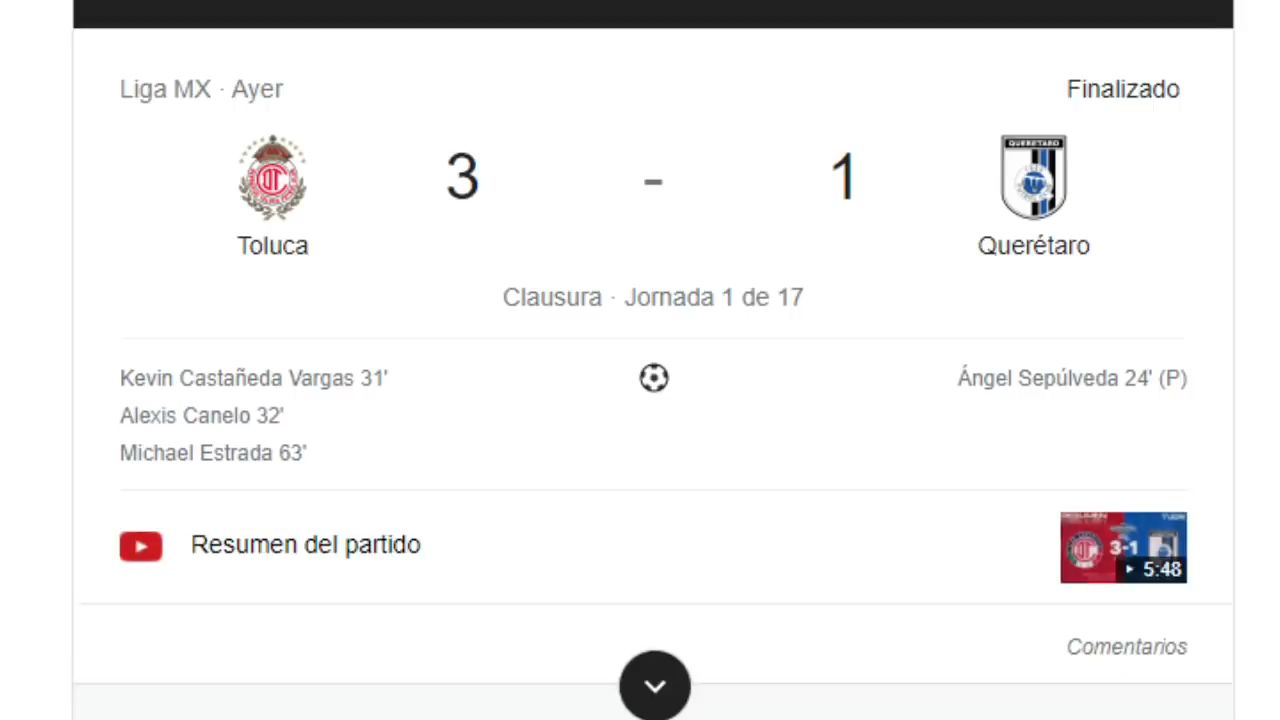 Liga MX · Ayer
Finalizado
QUERETARO
3 - 1
Toluca
Querétaro
Clausura · Jornada 1 de 17
Kevin Castañeda Vargas 31'
Ángel Sepúlveda 24' (P)
Alexis Canelo 32'
Michael Estrada 63'
Resumen del partido
3-1
5:48
Comentarios